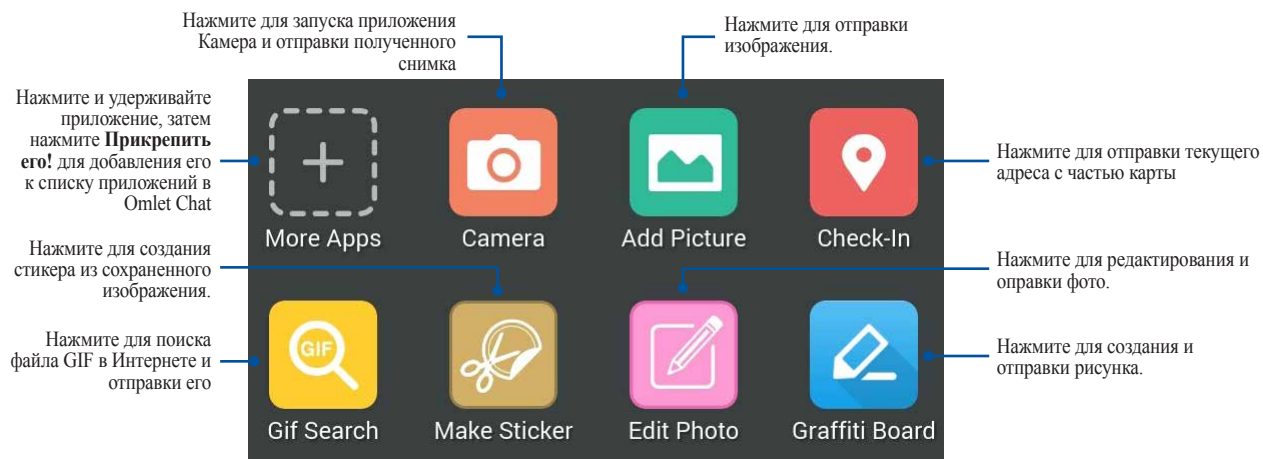 Нажмите для запуска приложения
Камера и отправки полученного
снимка
Нажмите для отправки
изображения.
Нажмите и удерживайте
приложение, затем
нажмите Прикрепить
его! для добавления его
к списку приложений в
Omlet Chat
Нажмите для отправки текущего
адреса с частью карты
More Apps
Camera
Add Picture
Check-In
Нажмите для создания
стикера из сохраненного
изображения.
Нажмите для редактирования и
оправки фото.
Нажмите для поиска
файла GIF в Интернете и
отправки его
GIF
Нажмите для создания и
отправки рисунка.
Gif Search
Make Sticker
Edit Photo
Graffiti Board